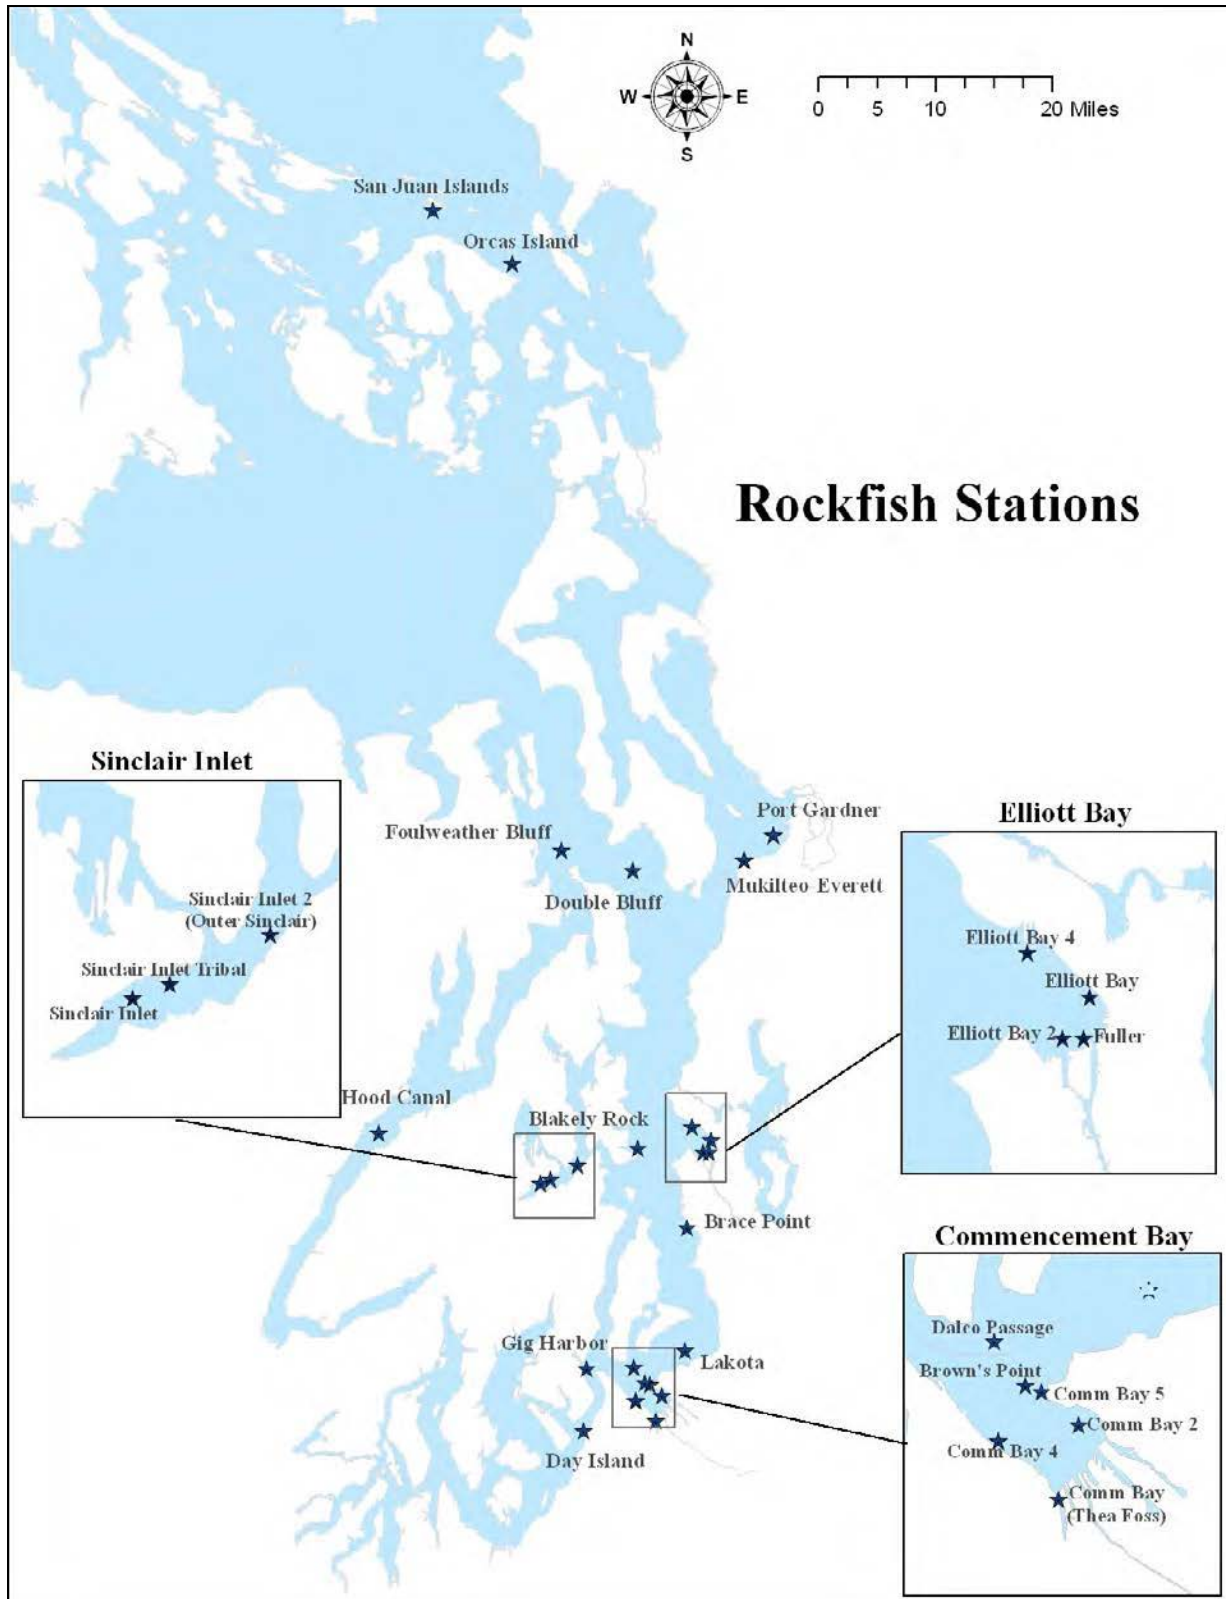 N
W
E
S
0 5 10 20 Miles
San Juan Islands
Orcas Island
Rockfish Stations
Sinclair Inlet
Sinclair Inlet 2
(Outer Sinclair)
Sinclair Inlet Tribal
Sinclair Inlet
Port Gardner
Foulweather Bluff
Mukilteo-Everett
Double Bluff
Elliott Bay
Elliott Bay 4
Elliott Bay
Elliott Bay 2
Fuller
Hood Canal
Blakely Rock
Brace Point
Commencement Bay
Dalco Passage
Brown's Point
Comm Bay 5
Comm Bay 2
Comm Bay 4
Comm Bay
(Thea Foss)
Gig Harbor
Lakota
Day Island